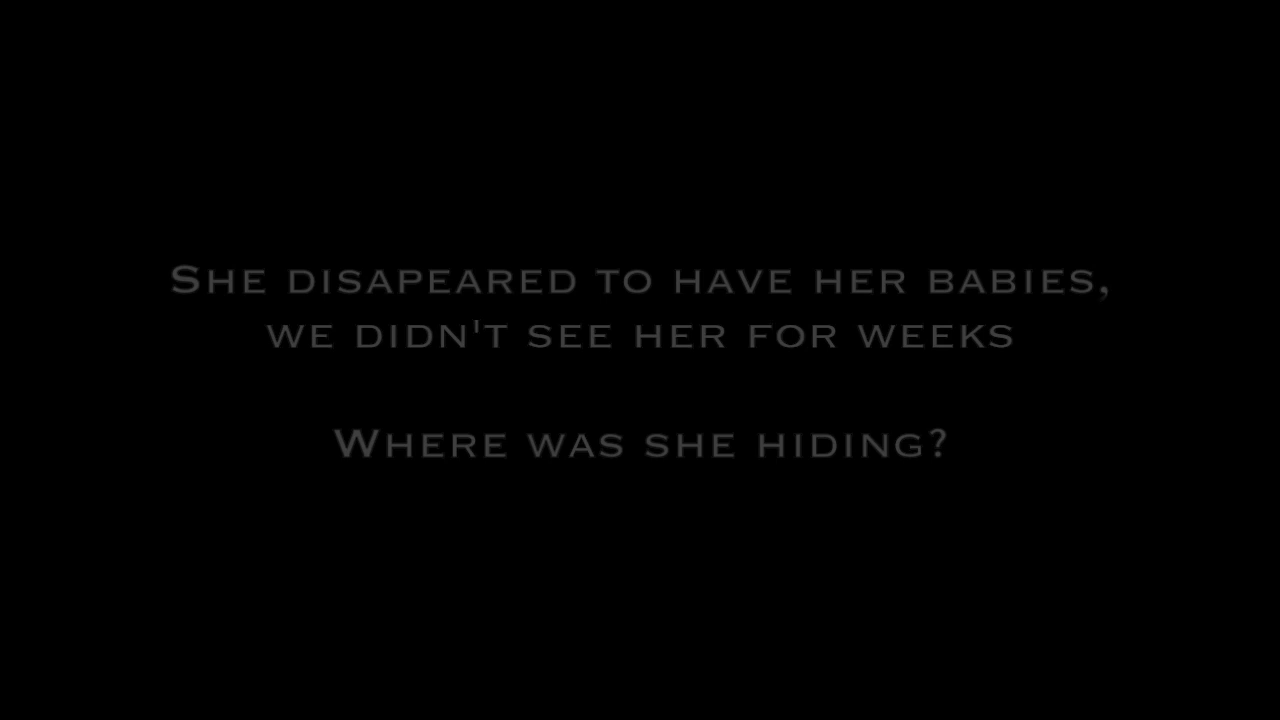 She disapeared to have her babies,
we didn't see her for weeks
Where was she hiding?